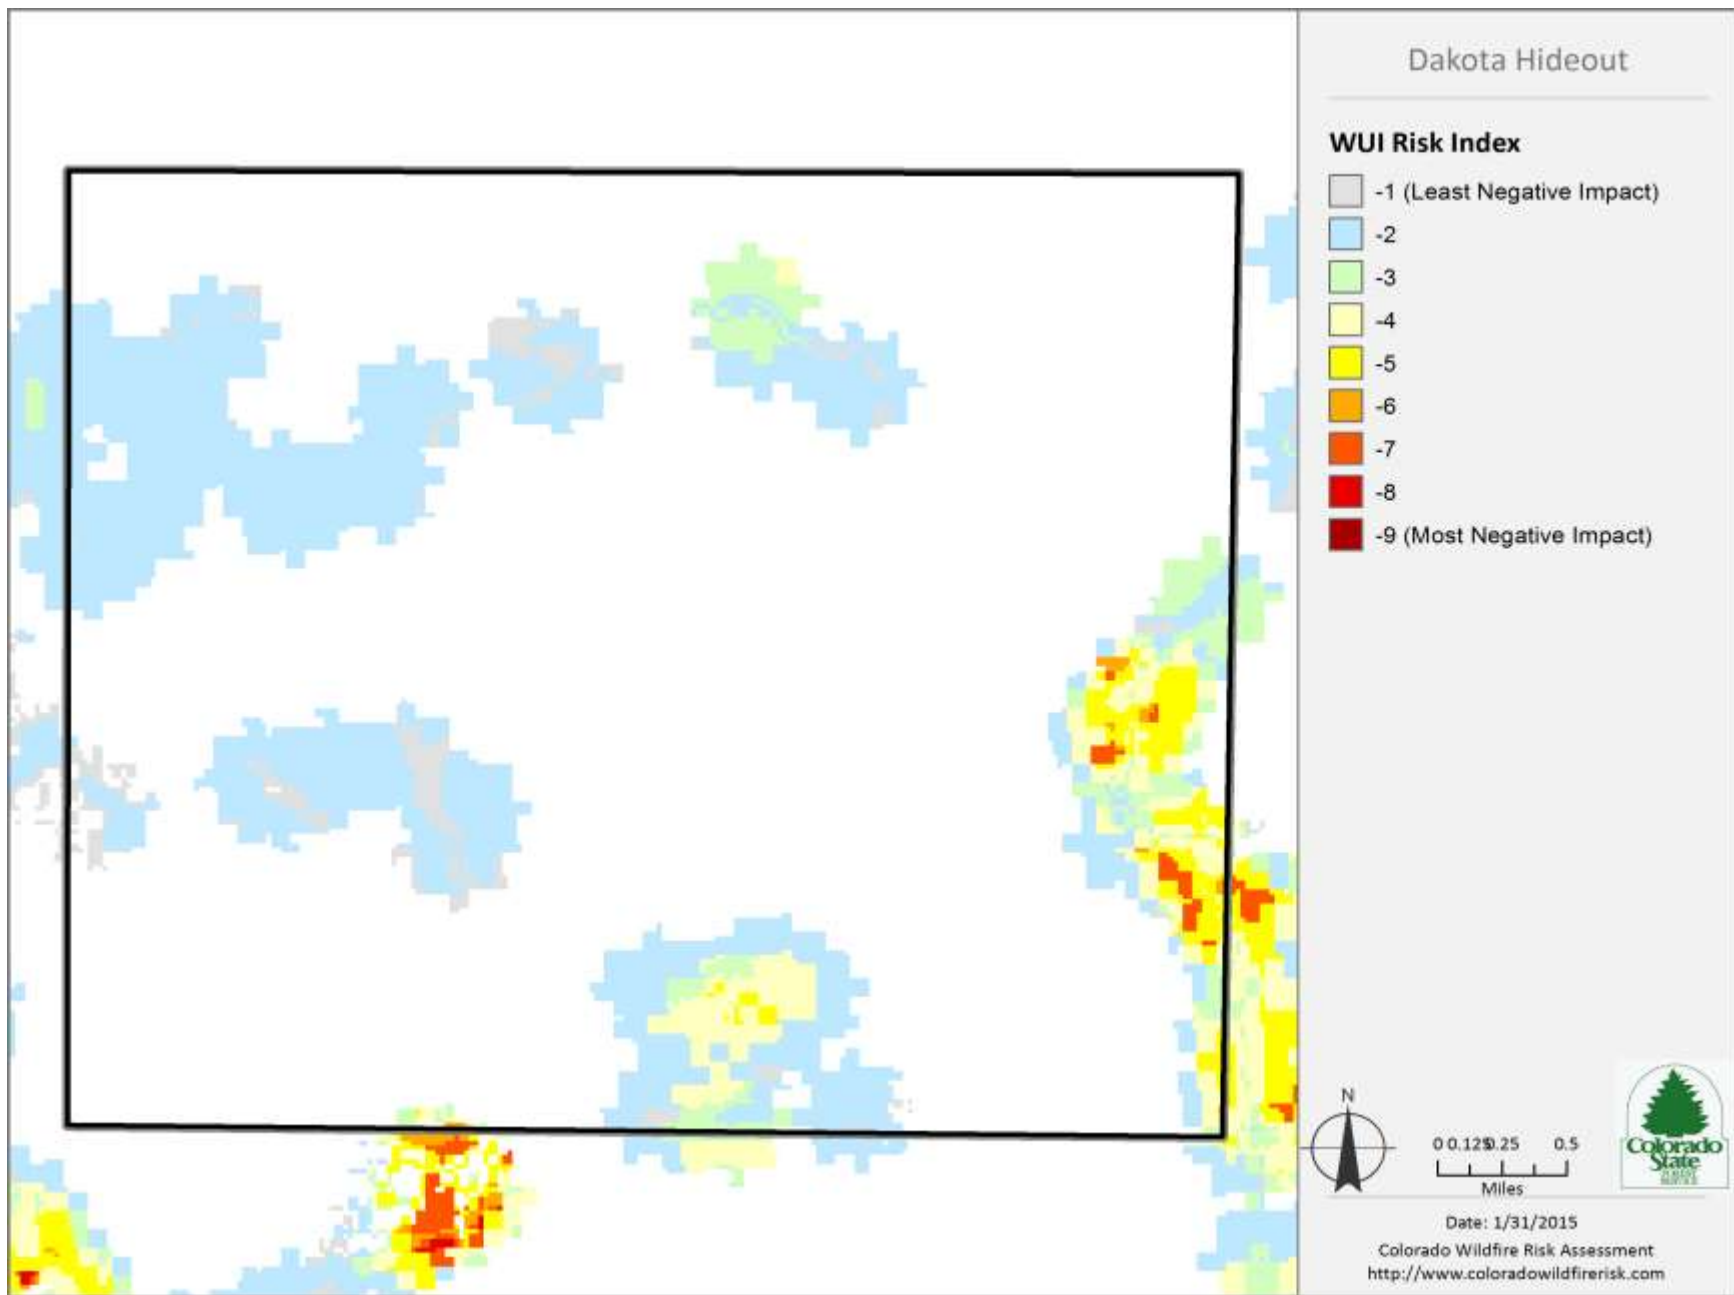 Dakota Hideout
WUI Risk Index
-1 (Least Negative Impact)
-2
-3
-4
-5
-6
-7
-8
-9 (Most Negative Impact)
N
0 0.125 0.25 0.5
Miles
Colorado
State
Date: 1/31/2015
Colorado Wildfire Risk Assessment
http://www.coloradowildfirerisk.com